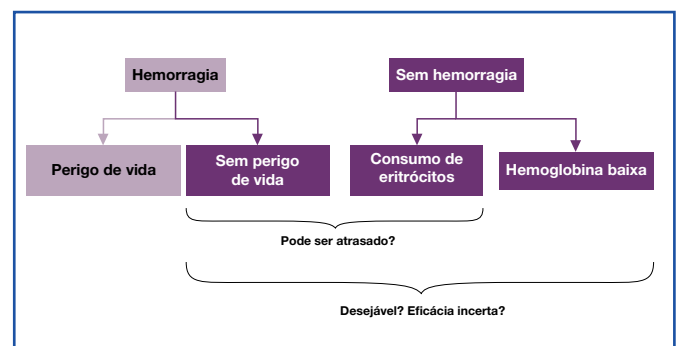 Hemorragia
Sem hemorragia
Perigo de vida
Sem perigo
de vida
Consumo de
eritrócitos
Hemoglobina baixa
Pode ser atrasado?
Desejável? Eficácia incerta?